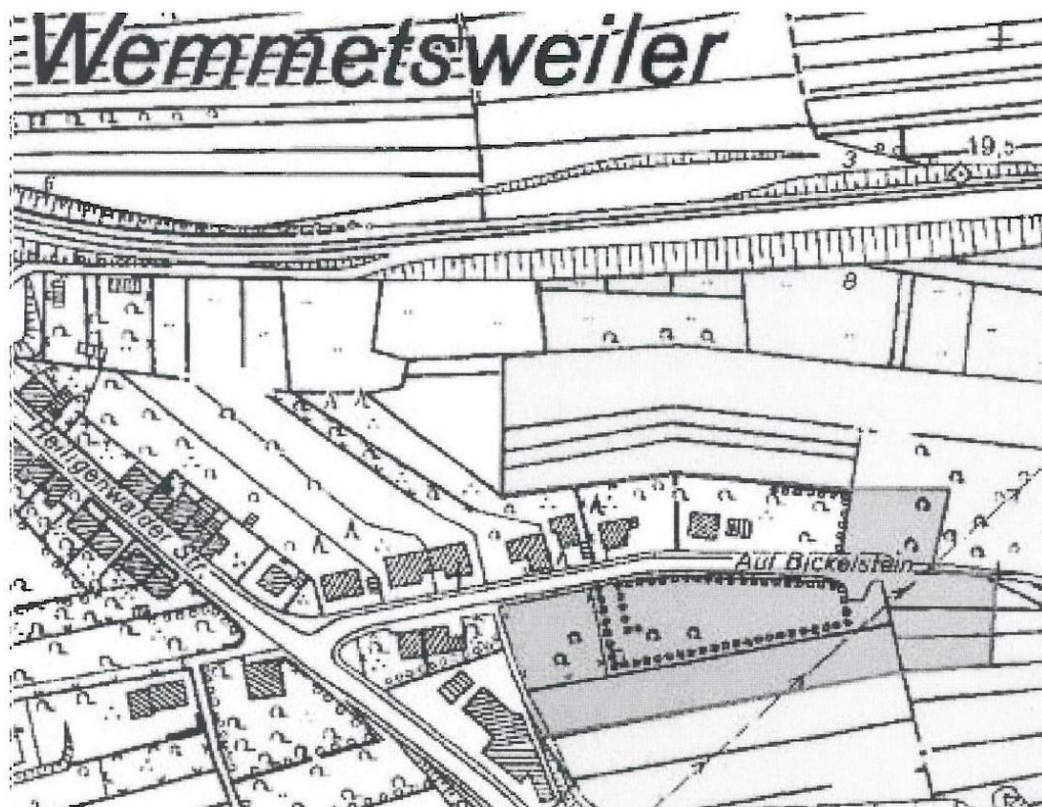 Wemmetsweiler
19,5
3
6
8
Heiligenwalder Str.
Auf Bickelstein